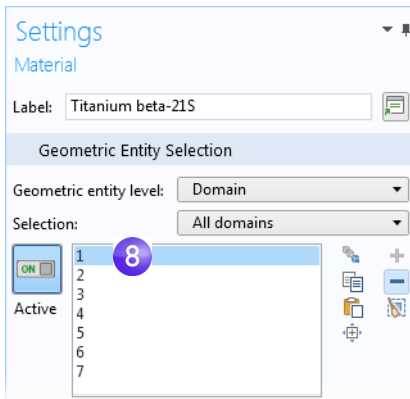 Settings
Material
Label: Titanium beta-21S
Geometric Entity Selection
Geometric entity level: Domain
Selection: All domains
ON
Active
1
8
2
3
4
5
6
7